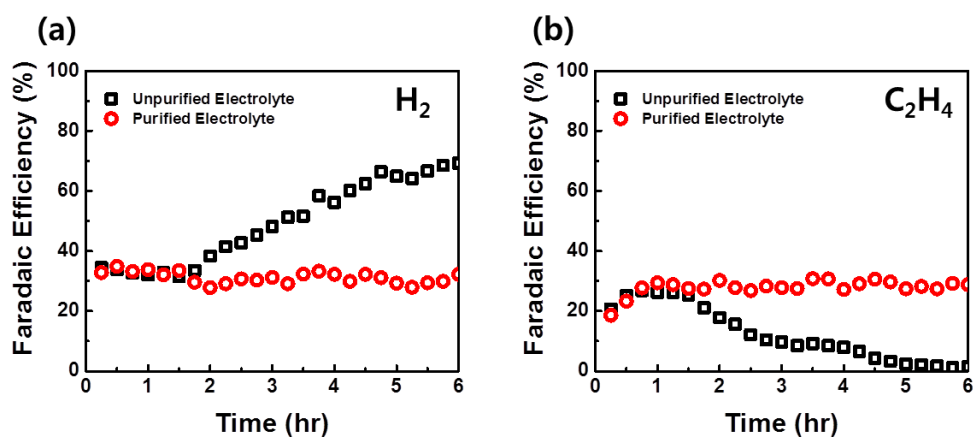 (a)
Faradaic Efficiency (%)
100
80
60
40
20
0
Unpurified Electrolyte
Purified Electrolyte
H2
0 1 2 3 4 5 6
Time (hr)
(b)
Faradaic Efficiency (%)
100
80
60
40
20
0
Unpurified Electrolyte
Purified Electrolyte
C2H4
0 1 2 3 4 5 6
Time (hr)